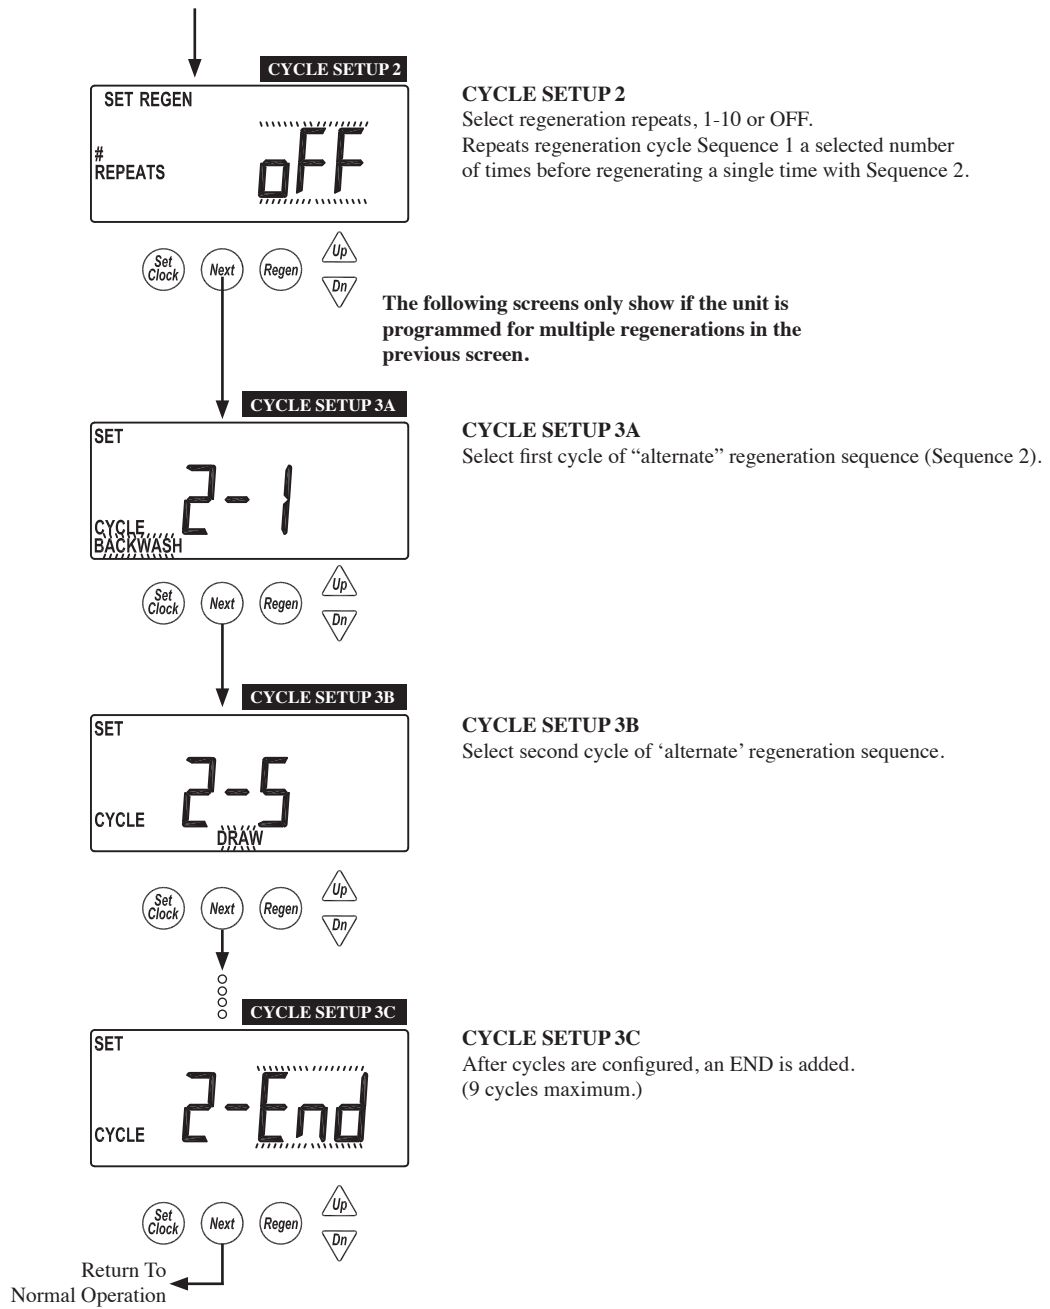 CYCLE SETUP 2
SET REGEN
#
REPEATS
oFF
CYCLE SETUP 2
Select regeneration repeats, 1-10 or OFF.
Repeats regeneration cycle Sequence 1 a selected number
of times before regenerating a single time with Sequence 2.
Set
Clock
Next
Regen
Up
Dn
The following screens only show if the unit is
programmed for multiple regenerations in the
previous screen.
CYCLE SETUP 3A
SET
2-1
CYCLE
BACKWASH
CYCLE SETUP 3A
Select first cycle of “alternate” regeneration sequence (Sequence 2).
Set
Clock
Next
Regen
Up
Dn
CYCLE SETUP 3B
SET
2-5
CYCLE
DRAW
CYCLE SETUP 3B
Select second cycle of ‘alternate’ regeneration sequence.
Set
Clock
Next
Regen
Up
Dn
CYCLE SETUP 3C
SET
2-End
CYCLE
CYCLE SETUP 3C
After cycles are configured, an END is added.
(9 cycles maximum.)
Set
Clock
Next
Regen
Up
Dn
Return To
Normal Operation